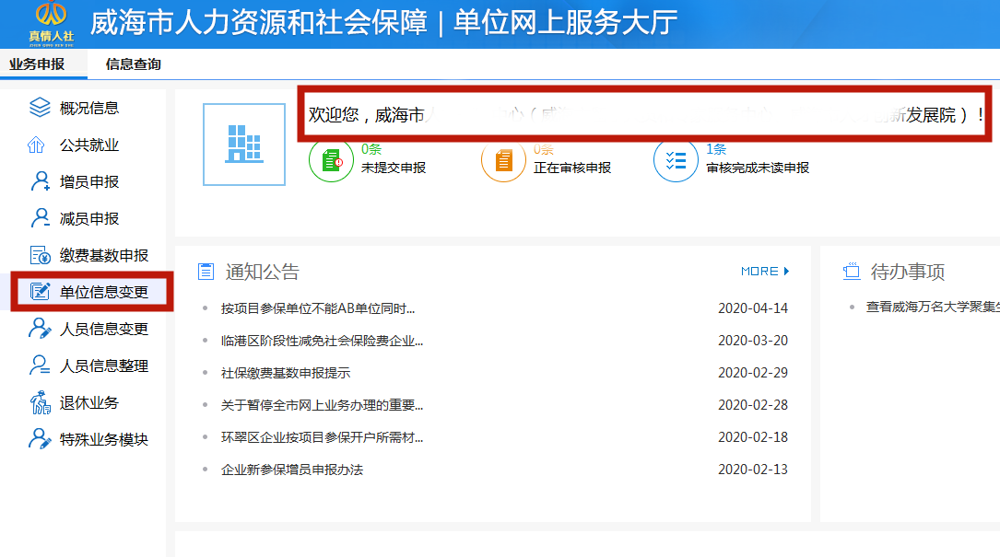 真情人社
威海市人力资源和社会保障 | 单位网上服务大厅
业务申报 信息查询
概况信息
公共就业
增员申报
减员申报
缴费基数申报
单位信息变更
人员信息变更
人员信息整理
退休业务
特殊业务模块
欢迎您，威海市 心（威 新发展院）！
0条
未提交申报
0条
正在审核申报
1条
审核完成未读申报
通知公告 MORE
按项目参保单位不能AB单位同时... 2020-04-14
临港区阶段性减免社会保险费企业... 2020-03-20
社保缴费基数申报提示 2020-02-29
关于暂停全市网上业务办理的重要... 2020-02-28
环翠区企业按项目参保开户所需材... 2020-02-18
企业新参保增员申报办法 2020-02-13
待办事项
查看威海万名大学聚集